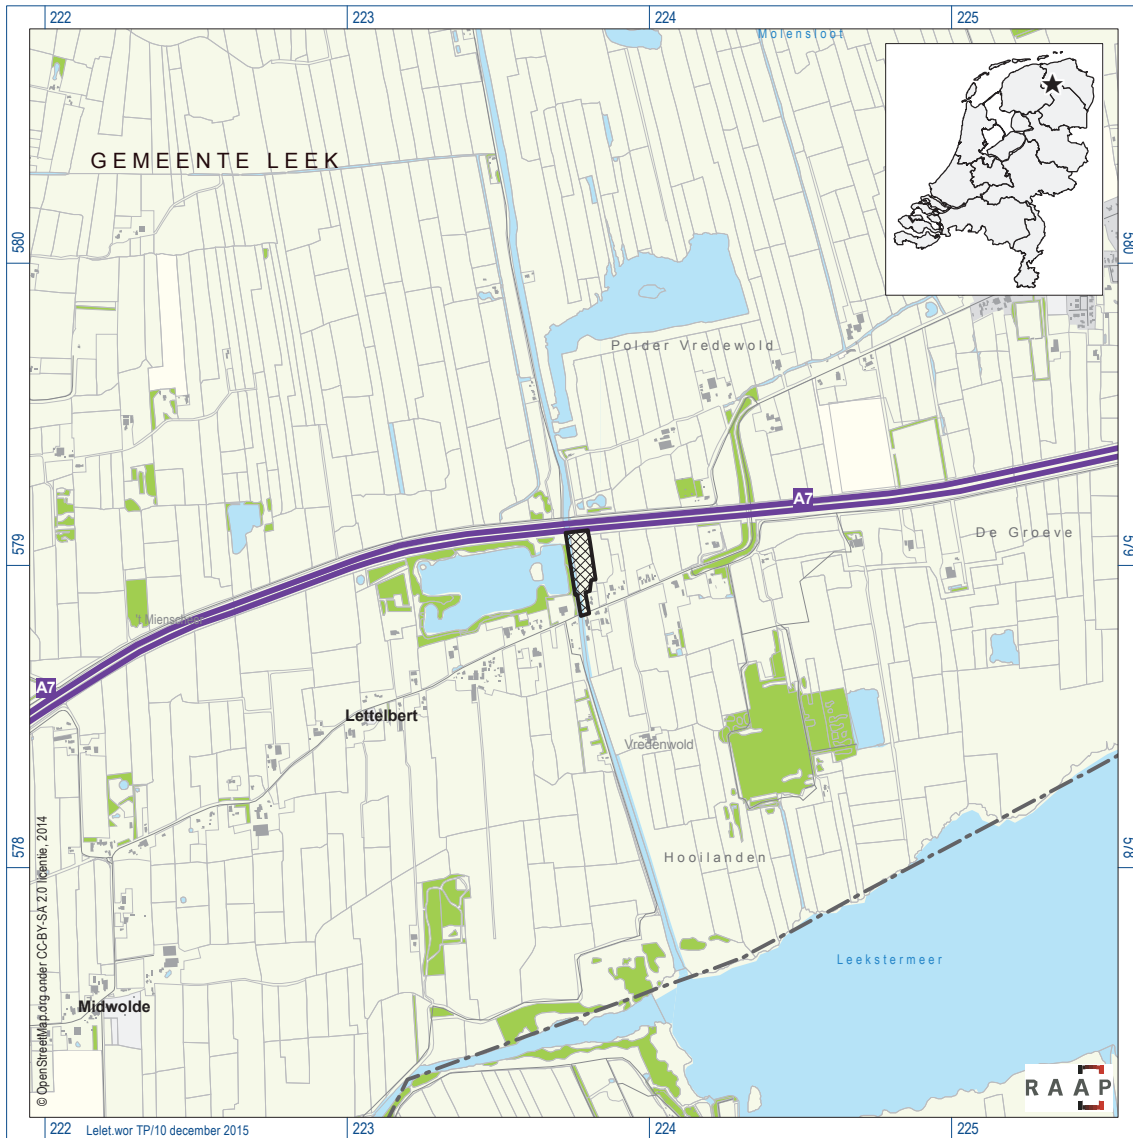 222
223
224
225
Molensloot
GEMEENTE LEEK
580
580
Polder Vredewold
A7
579
De Groeve
579
't Mienscheer
A7
Lettelbert
Vredenwold
578
Hooilanden
578
Leekstermeer
Midwolde
© OpenStreetMap.org onder CC-BY-SA 2.0 licentie, 2014
RAAP
222
Lelet.wor TP/10 december 2015
223
224
225